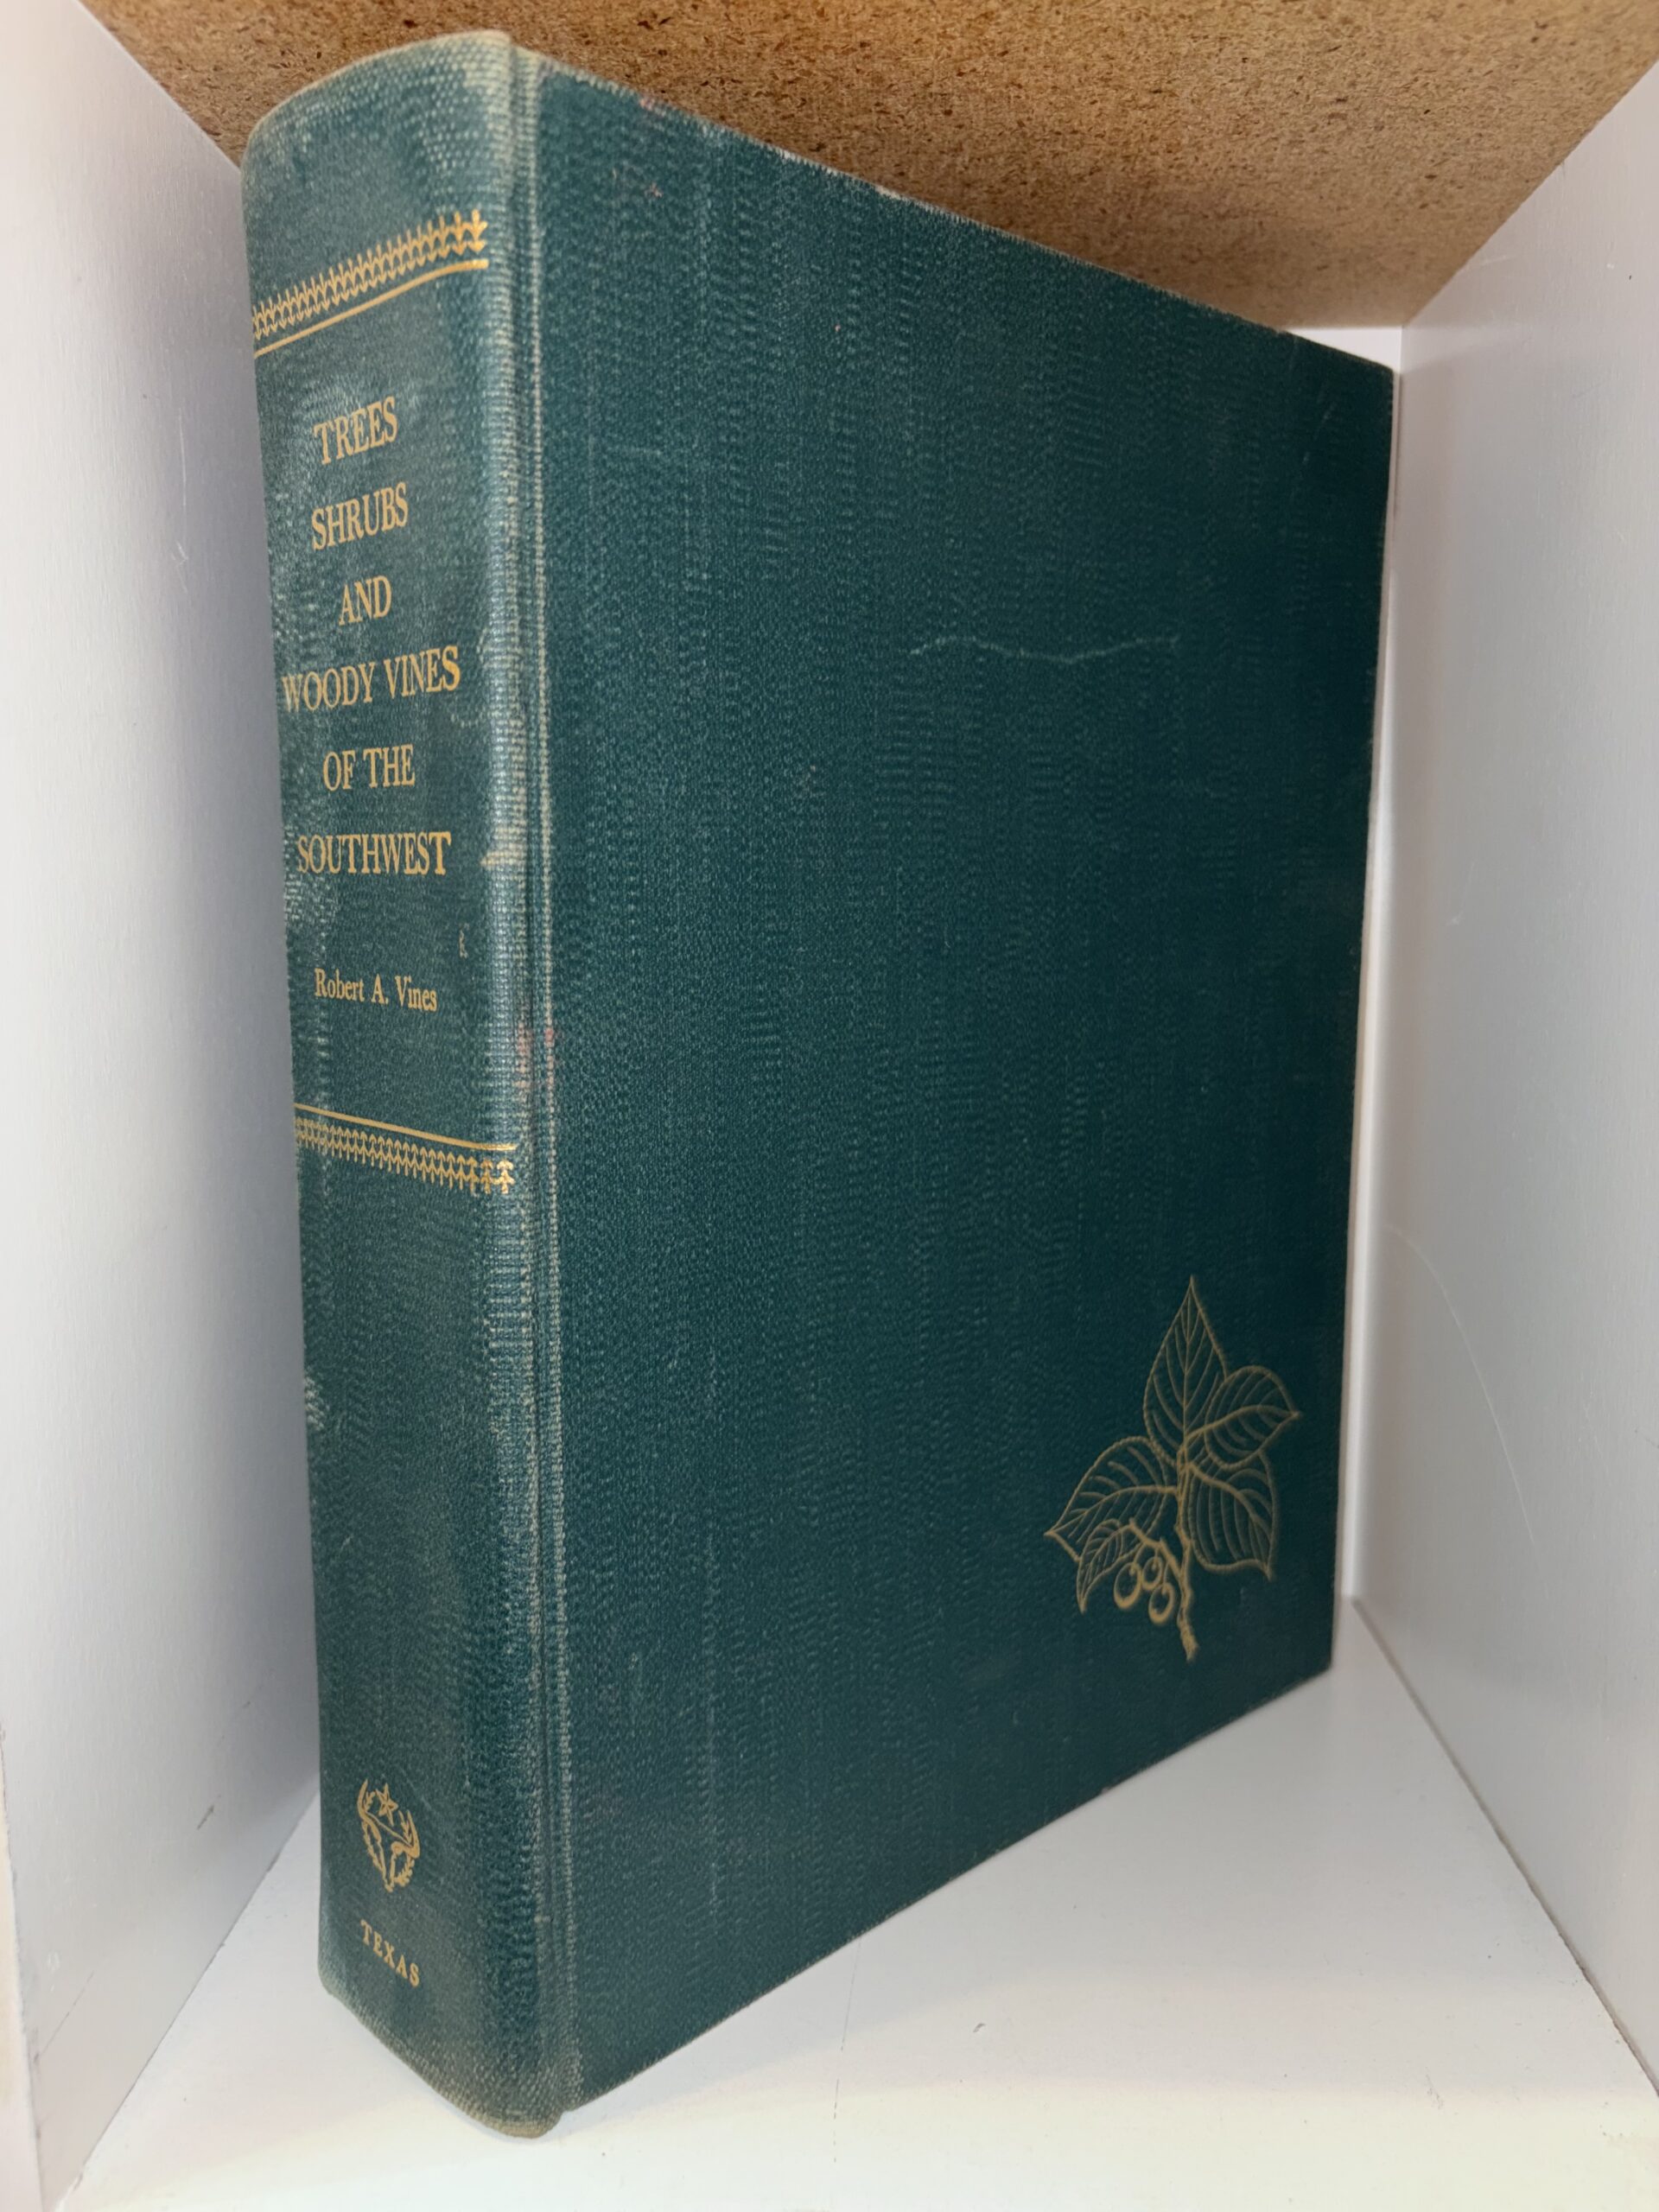 TREES
SHRUBS
AND
WOODY VINES
OF THE
SOUTHWEST
Robert A. Vines
TEXAS